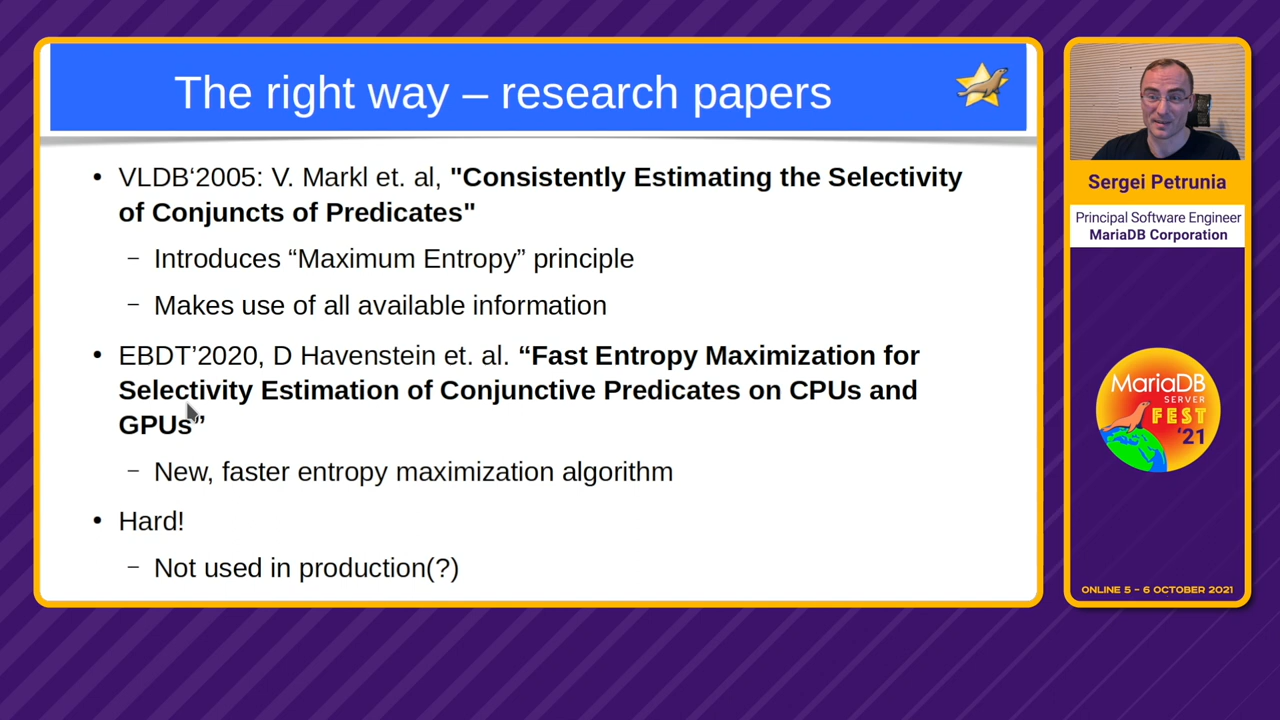 The right way – research papers
• VLDB‘2005: V. Markl et. al, "Consistently Estimating the Selectivity
of Conjuncts of Predicates"
– Introduces “Maximum Entropy” principle
– Makes use of all available information
• EBDT’2020, D Havenstein et. al. “Fast Entropy Maximization for
Selectivity Estimation of Conjunctive Predicates on CPUs and
GPUs”
– New, faster entropy maximization algorithm
• Hard!
– Not used in production(?)
Sergei Petrunia
Principal Software Engineer
MariaDB Corporation
MariaDB
SERVER
FEST
‘21
ONLINE 5 – 6 OCTOBER 2021